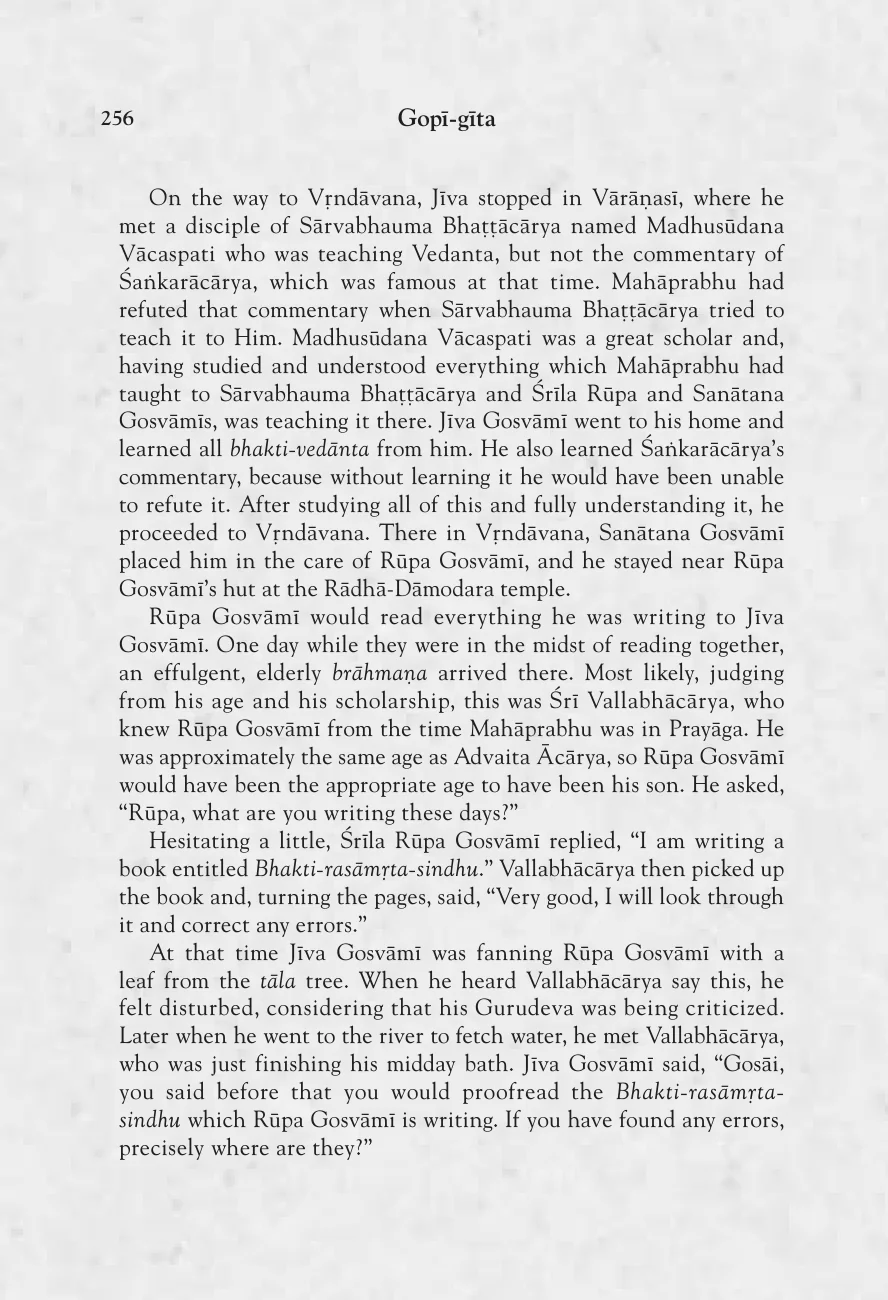 256
Gopī-gīta
On the way to Vṛndāvana, Jīva stopped in Vārāṇasī, where he
met a disciple of Sārvabhauma Bhaṭṭācārya named Madhusūdana
Vācaspati who was teaching Vedanta, but not the commentary of
Śaṅkarācārya, which was famous at that time. Mahāprabhu had
refuted that commentary when Sārvabhauma Bhaṭṭācārya tried to
teach it to Him. Madhusūdana Vācaspati was a great scholar and,
having studied and understood everything which Mahāprabhu had
taught to Sārvabhauma Bhaṭṭācārya and Śrīla Rūpa and Sanātana
Gosvāmīs, was teaching it there. Jīva Gosvāmī went to his home and
learned all bhakti-vedānta from him. He also learned Śaṅkarācārya’s
commentary, because without learning it he would have been unable
to refute it. After studying all of this and fully understanding it, he
proceeded to Vṛndāvana. There in Vṛndāvana, Sanātana Gosvāmī
placed him in the care of Rūpa Gosvāmī, and he stayed near Rūpa
Gosvāmī’s hut at the Rādhā-Dāmodara temple.
Rūpa Gosvāmī would read everything he was writing to Jīva
Gosvāmī. One day while they were in the midst of reading together,
an effulgent, elderly brāhmaṇa arrived there. Most likely, judging
from his age and his scholarship, this was Śrī Vallabhācārya, who
knew Rūpa Gosvāmī from the time Mahāprabhu was in Prayāga. He
was approximately the same age as Advaita Ācārya, so Rūpa Gosvāmī
would have been the appropriate age to have been his son. He asked,
“Rūpa, what are you writing these days?”
Hesitating a little, Śrīla Rūpa Gosvāmī replied, “I am writing a
book entitled Bhakti-rasāmṛta-sindhu.” Vallabhācārya then picked up
the book and, turning the pages, said, “Very good, I will look through
it and correct any errors.”
At that time Jīva Gosvāmī was fanning Rūpa Gosvāmī with a
leaf from the tāla tree. When he heard Vallabhācārya say this, he
felt disturbed, considering that his Gurudeva was being criticized.
Later when he went to the river to fetch water, he met Vallabhācārya,
who was just finishing his midday bath. Jīva Gosvāmī said, “Gosāi,
you said before that you would proofread the Bhakti-rasāmṛta-
sindhu which Rūpa Gosvāmī is writing. If you have found any errors,
precisely where are they?”